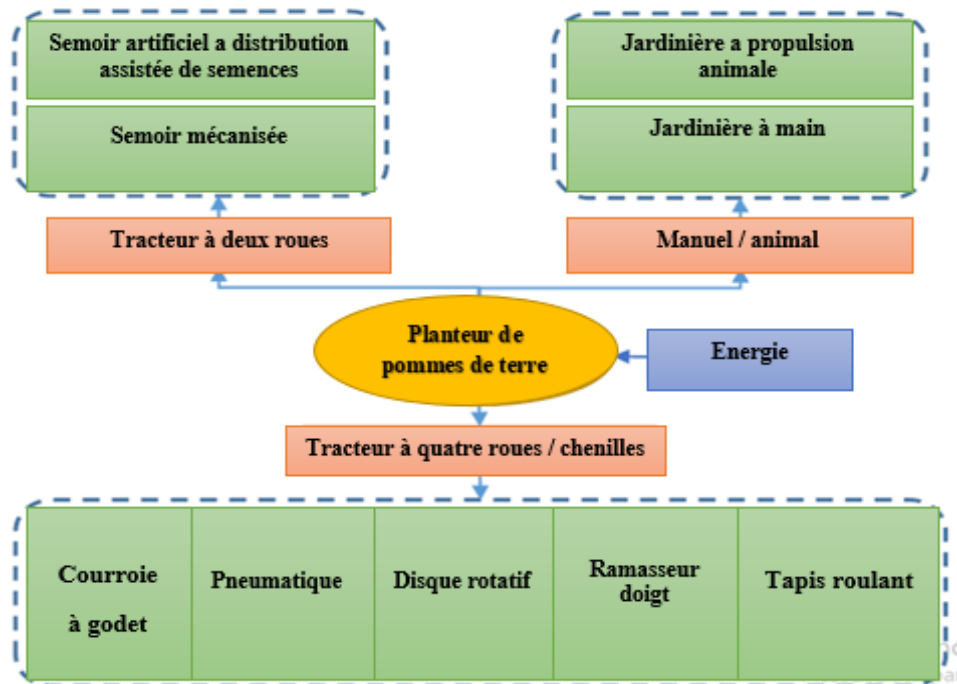 Semoir artificiel a distribution
assistée de semences
Jardinière a propulsion
animale
Semoir mécanisée
Jardinière à main
Tracteur à deux roues
Manuel / animal
Planteur de
pommes de terre
Energie
Tracteur à quatre roues / chenilles
Courroie
à godet
Pneumatique
Disque rotatif
Ramasseur
doigt
Tapis roulant